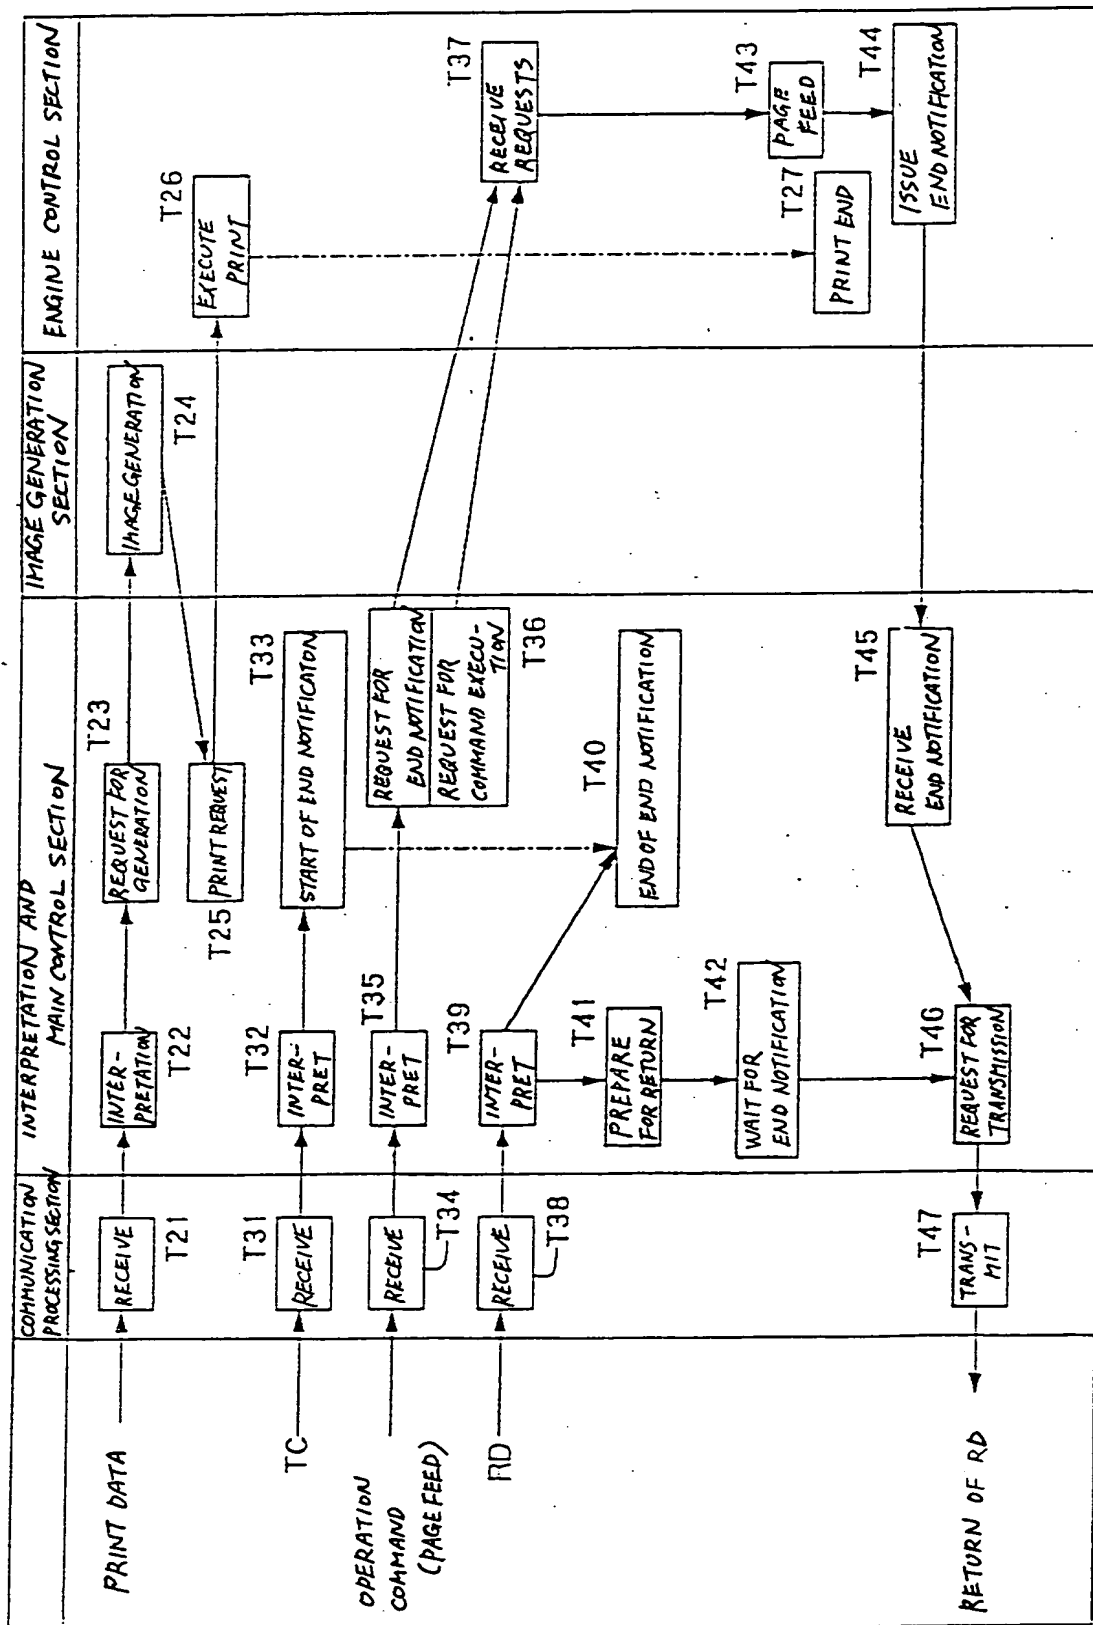 COMMUNICATION
PROCESSING SECTION
INTERPRETATION AND
MAIN CONTROL SECTION
IMAGE GENERATION
SECTION
ENGINE CONTROL SECTION
PRINT DATA
RECEIVE
T21
INTER-
PRETATION
T22
REQUEST FOR
GENERATION
T23
IMAGE GENERATION
T24
T25
PRINT REQUEST
EXECUTE
PRINT
T26
TC
T31
RECEIVE
T32
INTER-
PRET
START OF END NOTIFICATON
T33
OPERATION
COMMAND
(PAGE FEED)
RECEIVE
T34
T35
INTER-
PRET
REQUEST FOR
END NOTIFICATION
REQUEST FOR
COMMAND EXECU-
TION
T36
T37
RECEIVE
REQUESTS
RD
RECEIVE
T38
T39
INTER-
PRET
T40
END OF END NOTIFICATION
T41
PREPARE
FOR RETURN
T42
WAIT FOR
END NOTIFICATION
T43
PAGE
FEED
T27
PRINT END
T44
ISSUE
END NOTIFICATION
T45
RECEIVE
END NOTIFICATION
T46
REQUEST FOR
TRANSMISSION
T47
TRANS-
MIT
RETURN OF RD